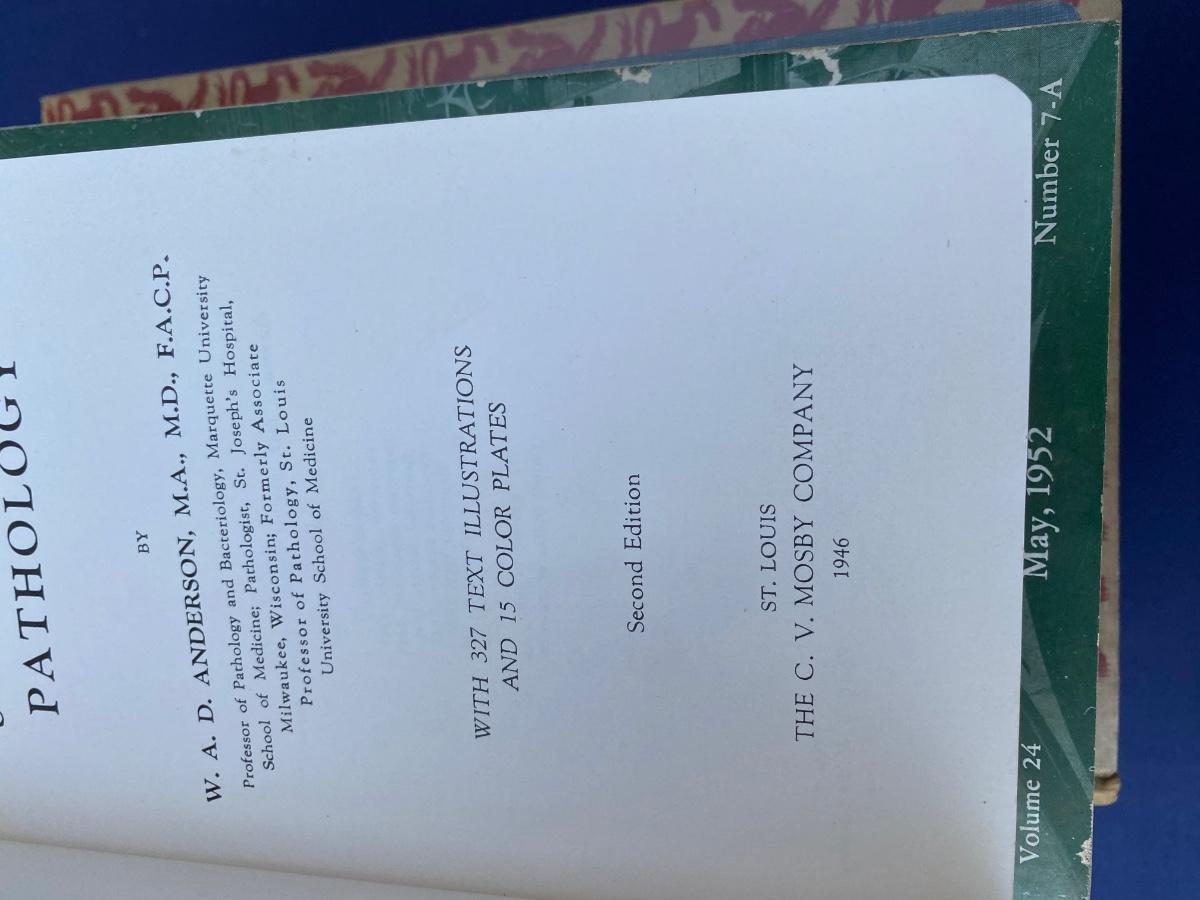 PATHOLOGY
BY
W. A. D. ANDERSON, M.A., M.D., F.A.C.P.
Professor of Pathology and Bacteriology, Marquette University
School of Medicine; Pathologist, St. Joseph's Hospital,
Milwaukee, Wisconsin; Formerly Associate
Professor of Pathology, St. Louis
University School of Medicine
WITH 327 TEXT ILLUSTRATIONS
AND 15 COLOR PLATES
Second Edition
ST. LOUIS
THE C. V. MOSBY COMPANY
1946
Volume 24 May, 1952 Number 7-A